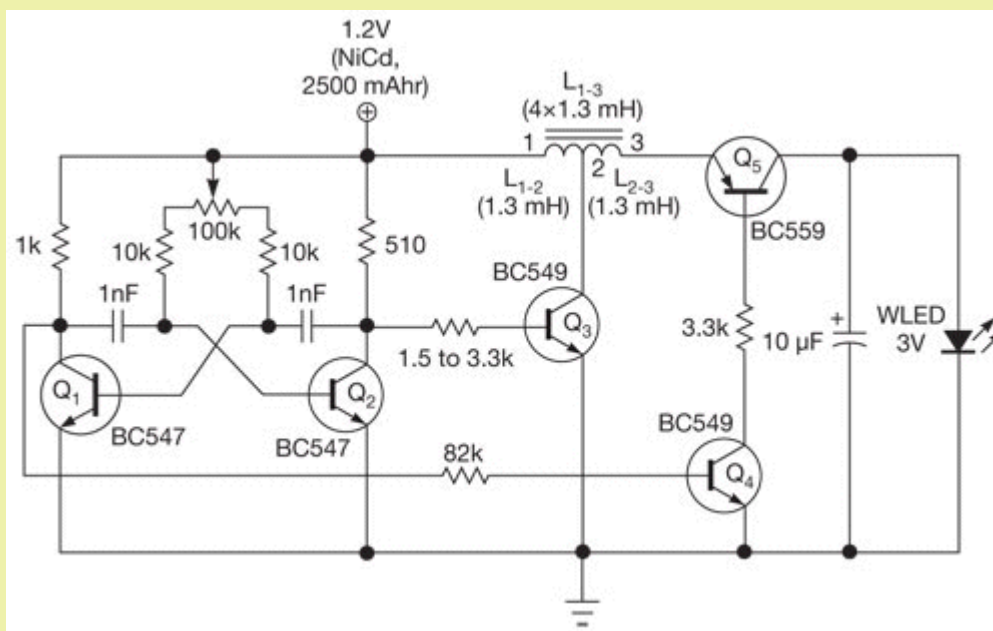 1.2V
(NiCd,
2500 mAhr)
L1-3
(4×1.3 mH)
1
3
2
Q5
L1-2
(1.3 mH)
L2-3
(1.3 mH)
BC559
1k
10k
100k
10k
510
BC549
1nF
1nF
Q3
1.5 to 3.3k
3.3k
10 µF
+
WLED
3V
Q1
BC547
Q2
BC547
82k
BC549
Q4